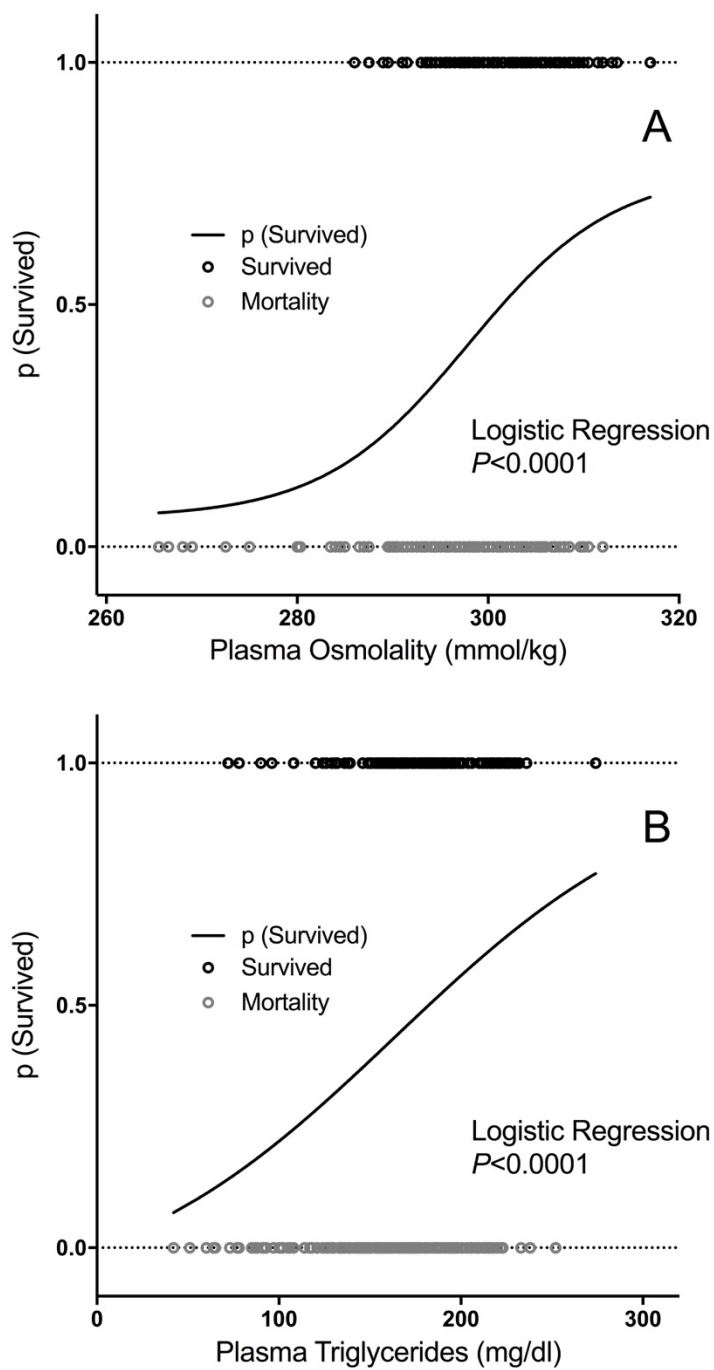 1.0
A
p (Survived)
Survived
Mortality
0.5
p (Survived)
Logistic Regression
P<0.0001
0.0
260
280
300
320
Plasma Osmolality (mmol/kg)
1.0
B
p (Survived)
Survived
Mortality
0.5
p (Survived)
Logistic Regression
P<0.0001
0.0
0
100
200
300
Plasma Triglycerides (mg/dl)